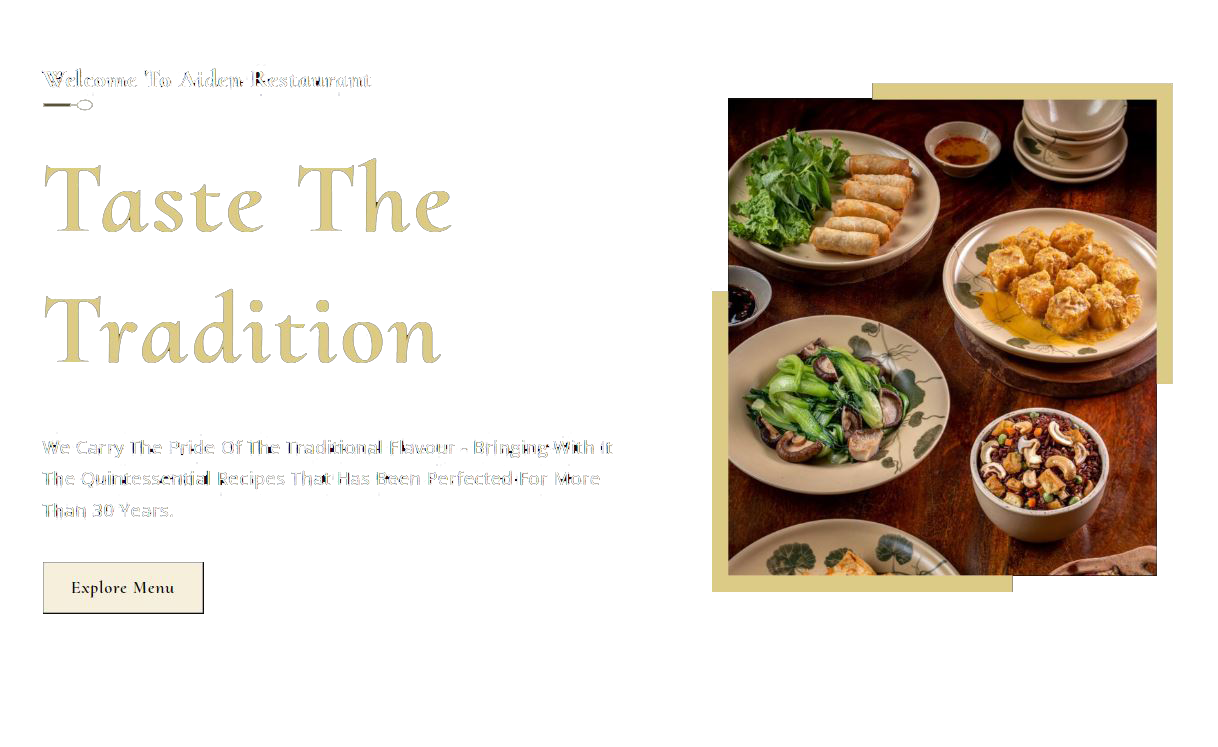 Welcome To Aiden Restaurant
Taste The
Tradition
We Carry The Pride Of The Traditional Flavour - Bringing With It
The Quintessential Recipes That Has Been Perfected For More
Than 30 Years.
Explore Menu